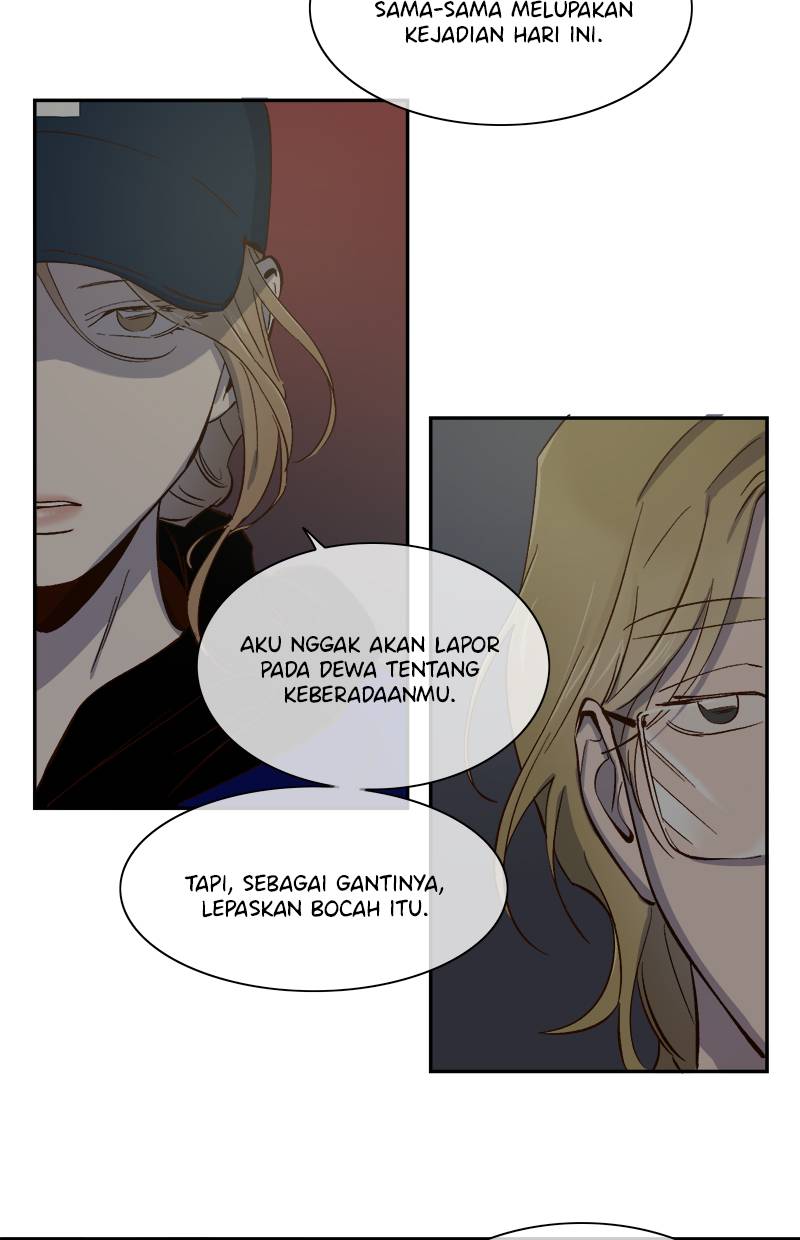 SAMA-SAMA MELUPAKAN
KEJADIAN HARI INI.
AKU NGGAK AKAN LAPOR
PADA DEWA TENTANG
KEBERADAANMU.
TAPI, SEBAGAI GANTINYA,
LEPASKAN BOCAH ITU.